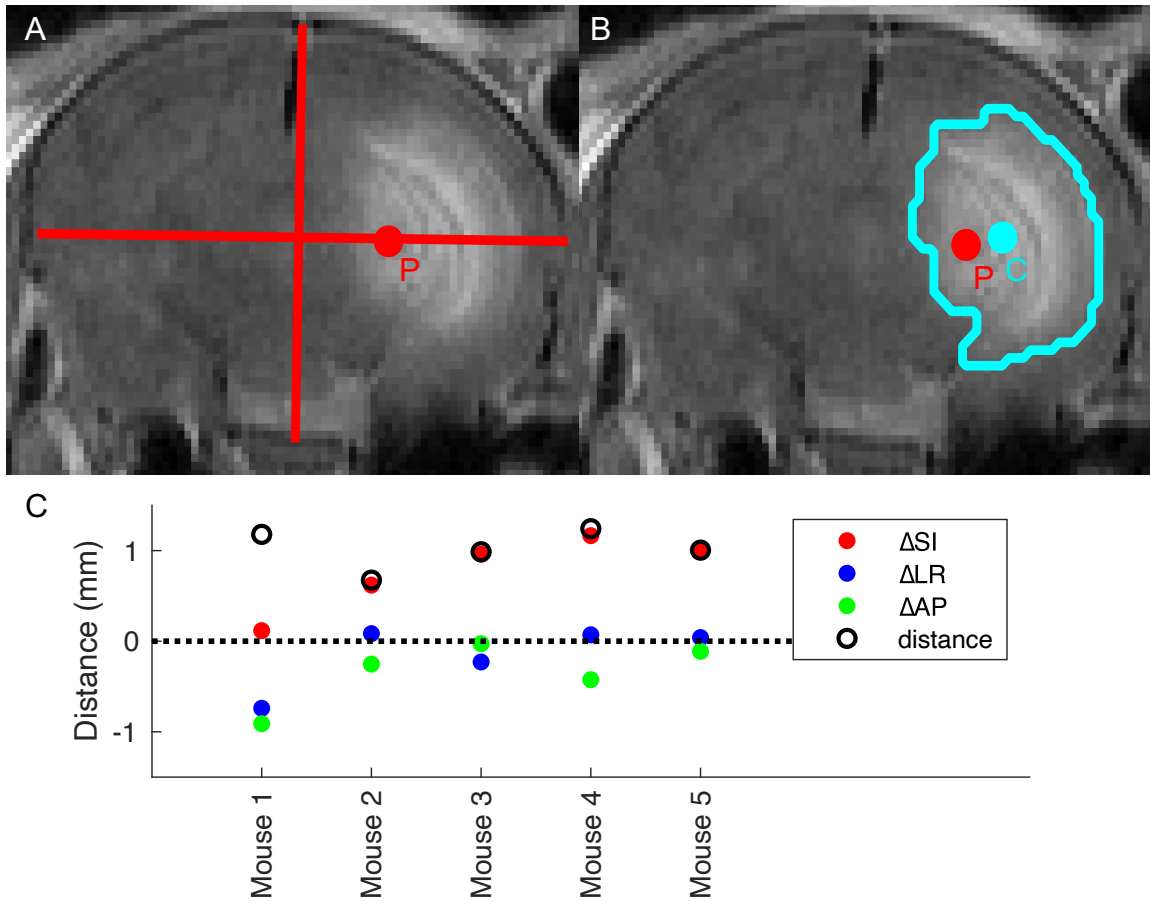 A
P
B
P
C
C
Distance (mm)
1
0
-1
ΔSI
ΔLR
ΔAP
distance
Mouse 1
Mouse 2
Mouse 3
Mouse 4
Mouse 5